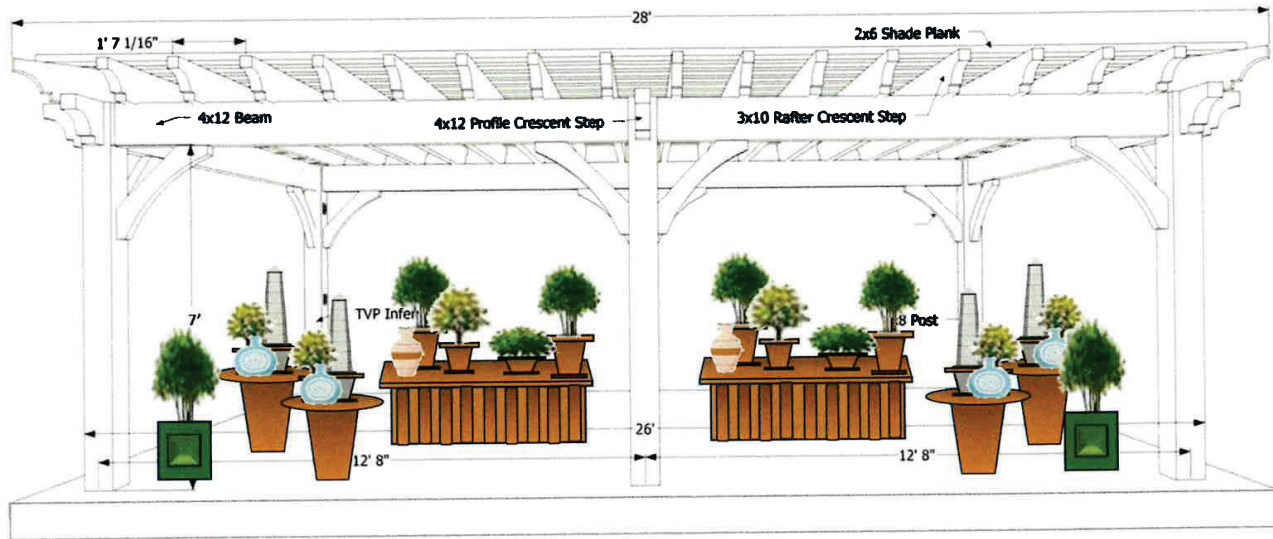 28'
1' 7 1/16"
2x6 Shade Plank
4x12 Beam
4x12 Profile Crescent Step
3x10 Rafter Crescent Step
7'
TVP Infer
8 Post
26'
12' 8"
12' 8"